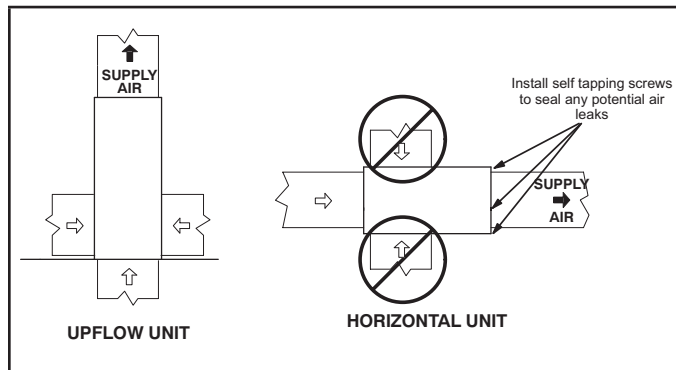 SUPPLY
AIR
UPFLOW UNIT
Install self tapping screws
to seal any potential air
leaks
SUPPLY
AIR
HORIZONTAL UNIT